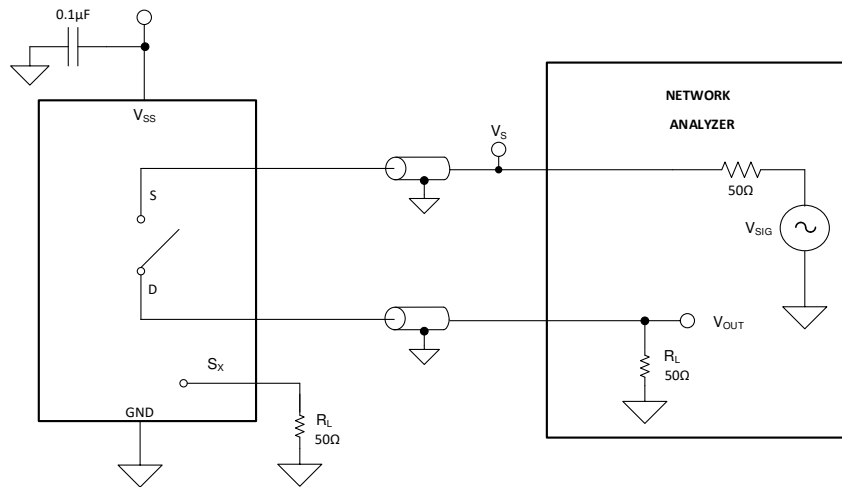 0.1µF
VSS
NETWORK
ANALYZER
VS
S
50Ω
VSIG
D
VOUT
SX
RL
50Ω
GND
RL
50Ω